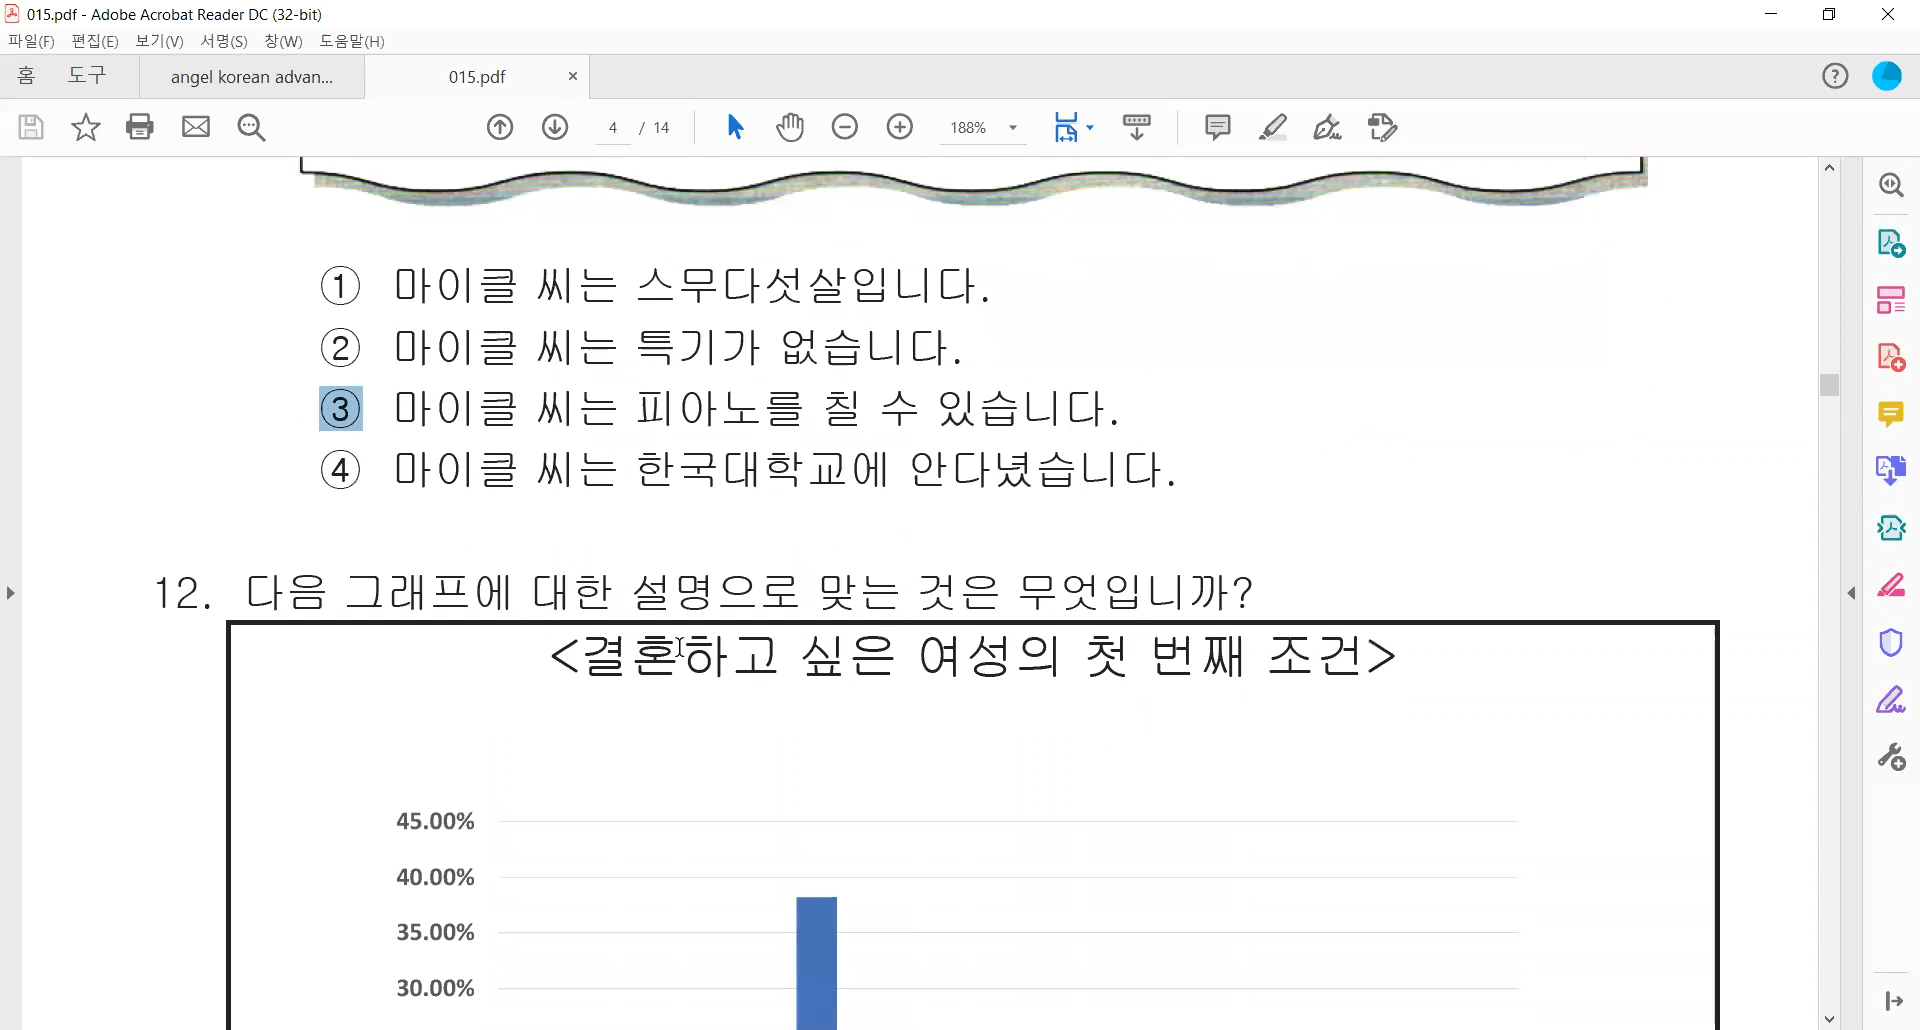 015.pdf - Adobe Acrobat Reader DC (32-bit)
파일(F) 편집(E) 보기(V) 서명(S) 창(W) 도움말(H)
홈 도구 angel korean advan... 015.pdf
4 / 14 188%
① 마이클 씨는 스무다섯살입니다.
② 마이클 씨는 특기가 없습니다.
③ 마이클 씨는 피아노를 칠 수 있습니다.
④ 마이클 씨는 한국대학교에 안다녔습니다.
12. 다음 그래프에 대한 설명으로 맞는 것은 무엇입니까?
<결혼하고 싶은 여성의 첫 번째 조건>
45.00%
40.00%
35.00%
30.00%